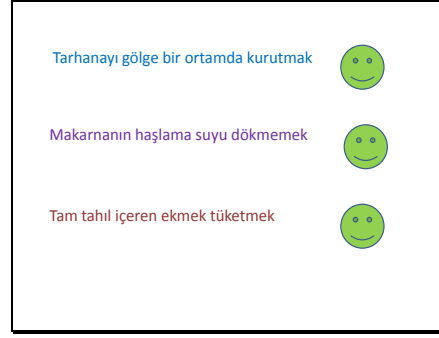 Tarhanayı gölge bir ortamda kurutmak
Makarnanın haşlama suyu dökmemek
Tam tahıl içeren ekmek tüketmek